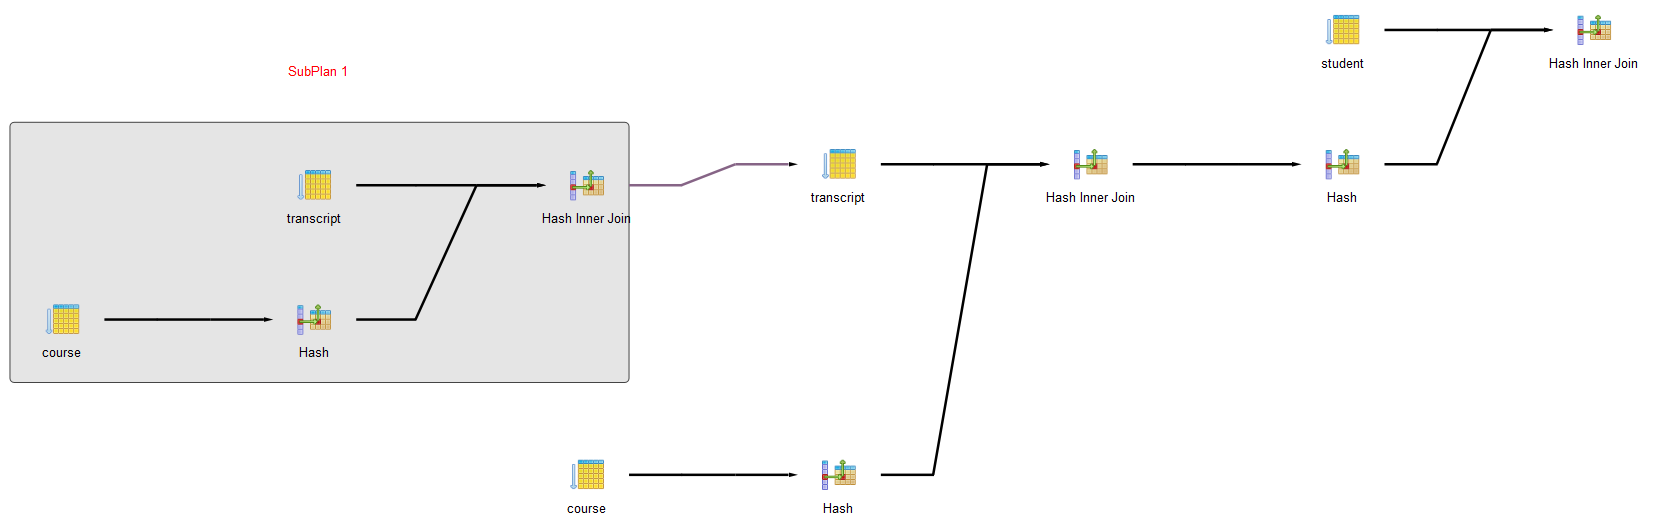 student
Hash Inner Join
SubPlan 1
transcript
Hash Inner Join
Hash
transcript
Hash Inner Join
course
Hash
course
Hash